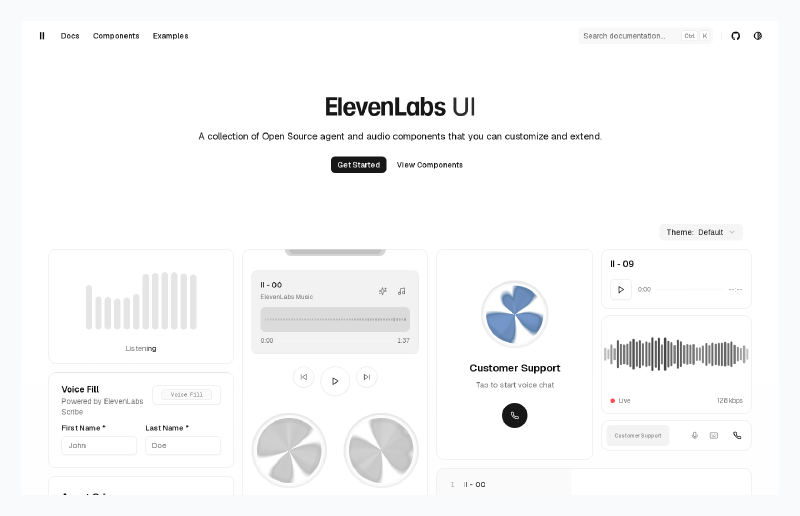 Docs Components Examples Search documentation... Ctrl K
ElevenLabs UI
A collection of Open Source agent and audio components that you can customize and extend.
Get Started View Components
Theme: Default
Listening
Voice Fill
Powered by ElevenLabs
Scribe
Voice Fill
First Name * Last Name *
John Doe
II - 00
ElevenLabs Music
0:00 1:37
Customer Support
Tap to start voice chat
II - 09
0:00 --:--
Live 128 kbps
Customer Support
1 II - 00